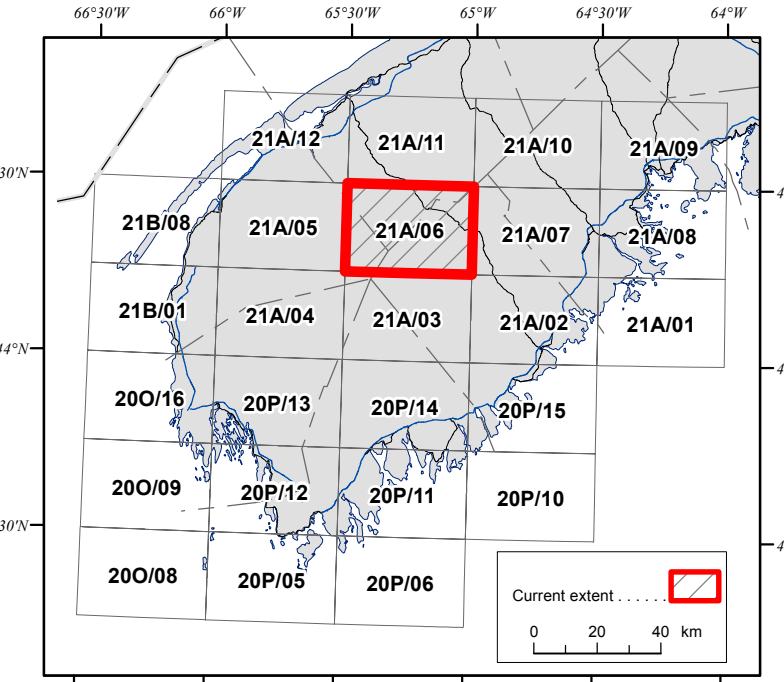 66°30'W 66°W 65°30'W 65°W 64°30'W 64°W
21A/12 21A/11 21A/10 21A/09
30'N
21B/08 21A/05 21A/06 21A/07 21A/08
21B/01 21A/04 21A/03 21A/02 21A/01
4°N
20O/16 20P/13 20P/14 20P/15
20O/09 20P/12 20P/11 20P/10
30'N
20O/08 20P/05 20P/06
Current extent . . . . . .
0 20 40 km